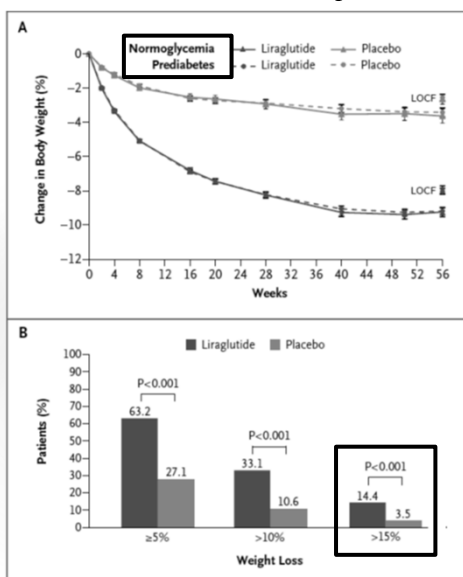 A
Normoglycemia Liraglutide Placebo
Prediabetes Liraglutide Placebo
0
−2
−4
−6
−8
−10
−12
Change in Body Weight (%)
LOCF
LOCF
0 4 8 12 16 20 24 28 32 36 40 44 48 52 56
Weeks
B
Liraglutide Placebo
100
90
80
70
60
50
40
30
20
10
0
Patients (%)
P<0.001
63.2
27.1
P<0.001
33.1
10.6
P<0.001
14.4
3.5
≥5% >10% >15%
Weight Loss